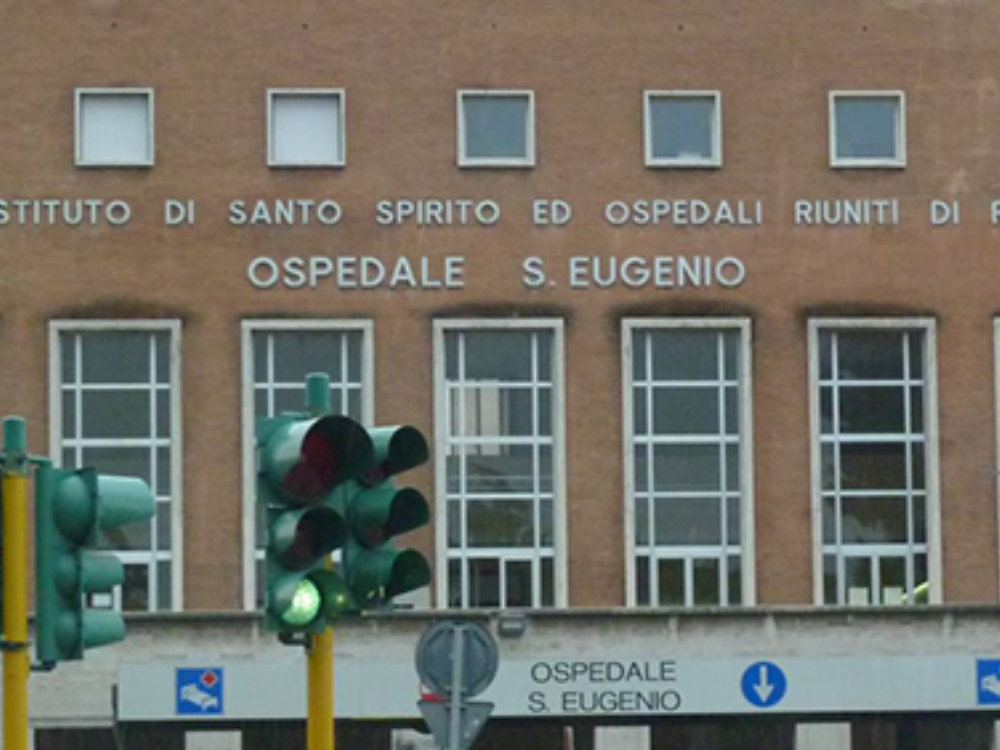 STITUTO DI SANTO SPIRITO ED OSPEDALI RIUNITI DI
OSPEDALE S. EUGENIO
OSPEDALE
S. EUGENIO